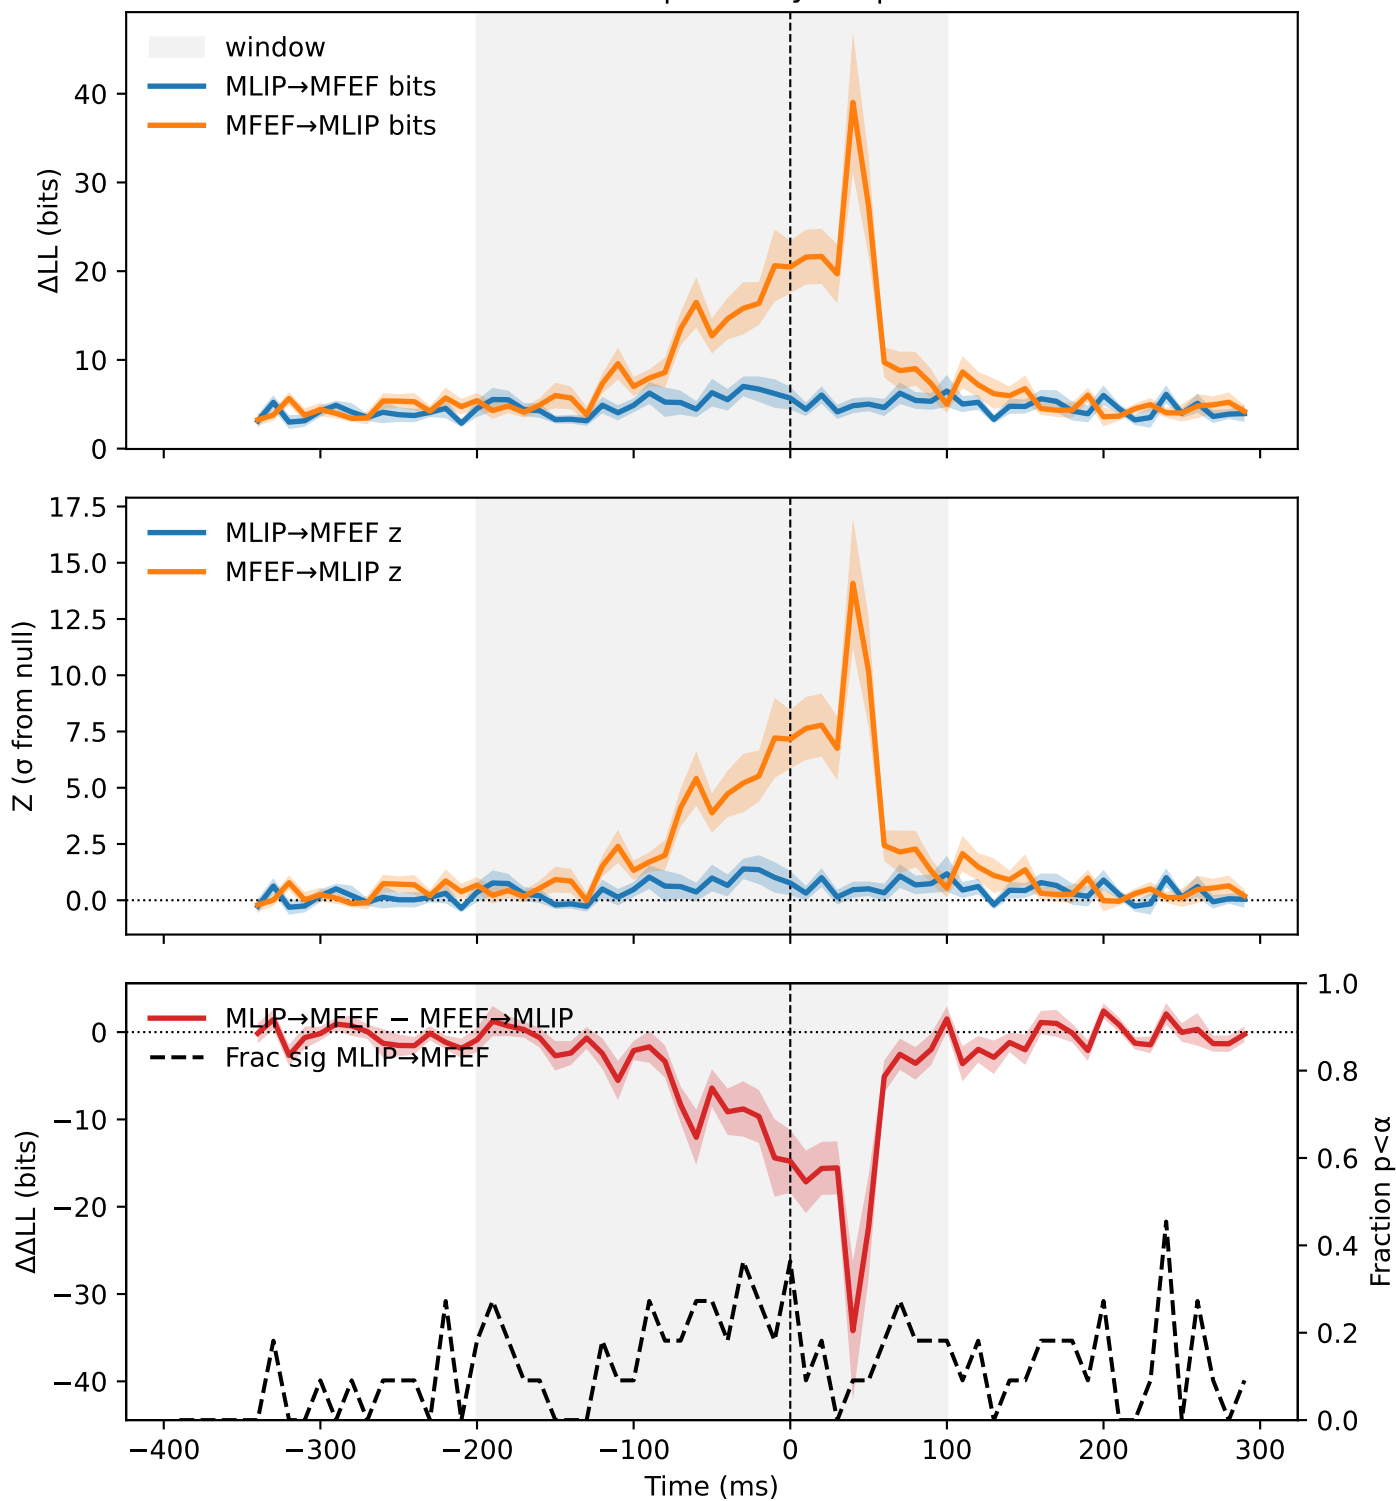 window
MLIP→MFEF bits
MFEF→MLIP bits
ΔLL (bits)
40
30
20
10
0
MLIP→MFEF z
MFEF→MLIP z
Z (σ from null)
17.5
15.0
12.5
10.0
7.5
5.0
2.5
0.0
MLIP→MFEF − MFEF→MLIP
Frac sig MLIP→MFEF
ΔΔLL (bits)
0
−10
−20
−30
−40
1.0
0.8
0.6
0.4
0.2
0.0
Fraction p<α
−400 −300 −200 −100 0 100 200 300
Time (ms)